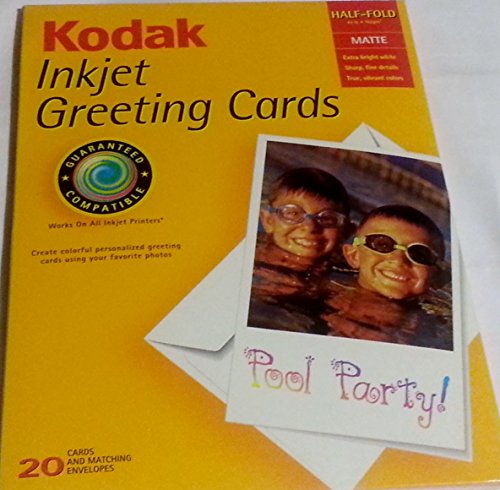 Kodak
HALF-FOLD
Inkjet
MATTE
Greeting Cards
Extra bright white
Sharp, fine details
True, vibrant colors
GUARANTEED
COMPATIBLE
Works On All Inkjet Printers*
Create colorful personalized greeting
cards using your favorite photos
Pool Party!
20 CARDS
AND MATCHING
ENVELOPES